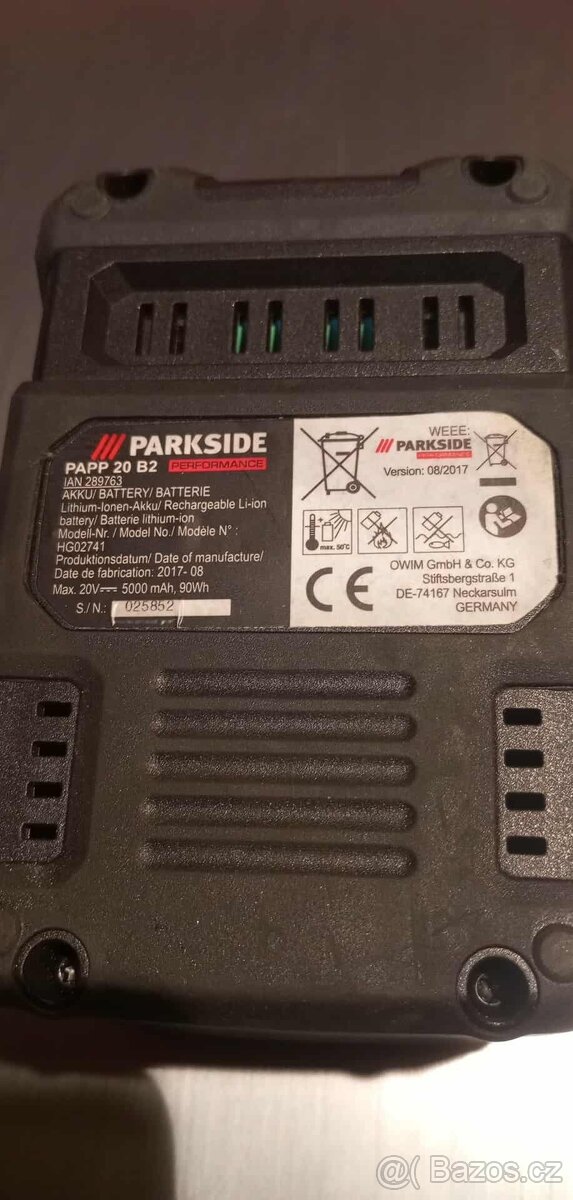 PARKSIDE
PAPP 20 B2 PERFORMANCE
IAN 289763
AKKU/ BATTERY/ BATTERIE
Lithium-Ionen-Akku/ Rechargeable Li-ion
battery/ Batterie lithium-ion
Modell-Nr. / Model No./ Modèle N° :
HG02741
Produktionsdatum/ Date of manufacture/
Date de fabrication: 2017- 08
Max. 20V 5000 mAh, 90Wh
S./ N.: 025852
WEEE:
PARKSIDE
PERFORMANCE
Version: 08/2017
max. 50°C
CE
OWIM GmbH & Co. KG
Stiftsbergstraße 1
DE-74167 Neckarsulm
GERMANY
Bazoš.cz